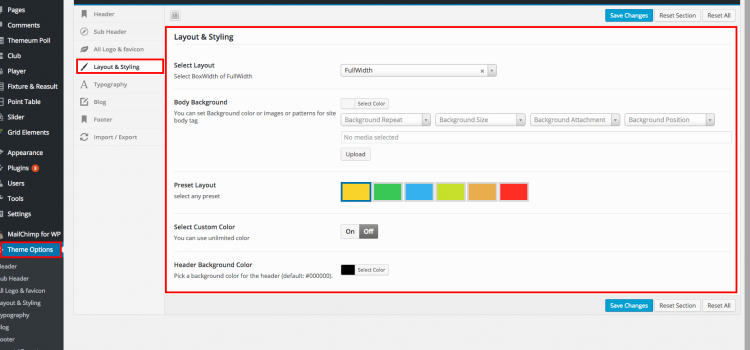 Pages
Comments
Themeum Poll
Club
Player
Fixture & Reasult
Point Table
Slider
Grid Elements
Appearance
Plugins 3
Users
Tools
Settings
MailChimp for WP
Theme Options
Header
Sub Header
All Logo & favicon
Layout & Styling
Typography
Blog
Footer
Header
Sub Header
All Logo & favicon
Layout & Styling
Typography
Blog
Footer
Import / Export
Save Changes Reset Section Reset All
Layout & Styling
Select Layout
Select BoxWidth of FullWidth
FullWidth ×
Body Background
You can set Background color or images or patterns for site
body tag
Select Color
Background Repeat Background Size Background Attachment Background Position
No media selected
Upload
Preset Layout
select any preset
Select Custom Color
You can use unlimited color
On Off
Header Background Color
Pick a background color for the header (default: #000000).
Select Color
Save Changes Reset Section Reset All